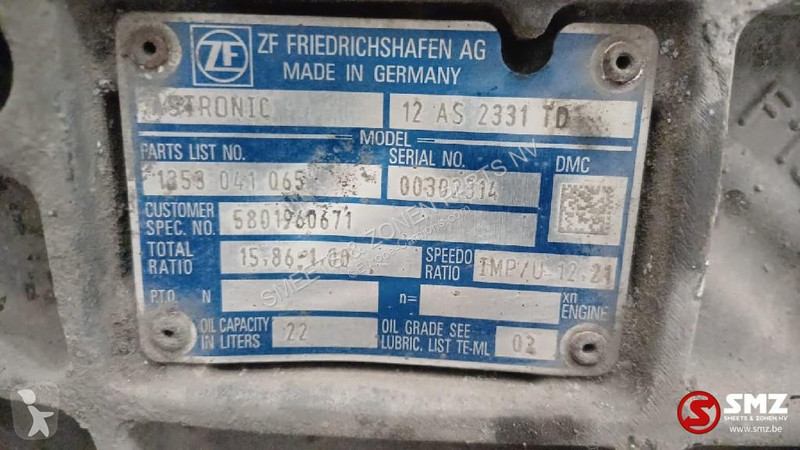 ZF ZF FRIEDRICHSHAFEN AG
MADE IN GERMANY
ASTRONIC 12 AS 2331 TD
MODEL
PARTS LIST NO. SERIAL NO. DMC
1353 041 065 00302314
CUSTOMER
SPEC. NO. 5801960671
TOTAL
RATIO 15.86-1.00 SPEEDO
RATIO IMP/U 12.21
P.T.O. N n= xn
ENGINE
OIL CAPACITY
IN LITERS 22 OIL GRADE SEE
LUBRIC. LIST TE-ML 02
SMEETS & ZONEN PARTS NV
SMZ
SMEETS & ZONEN NV
www.smz.be